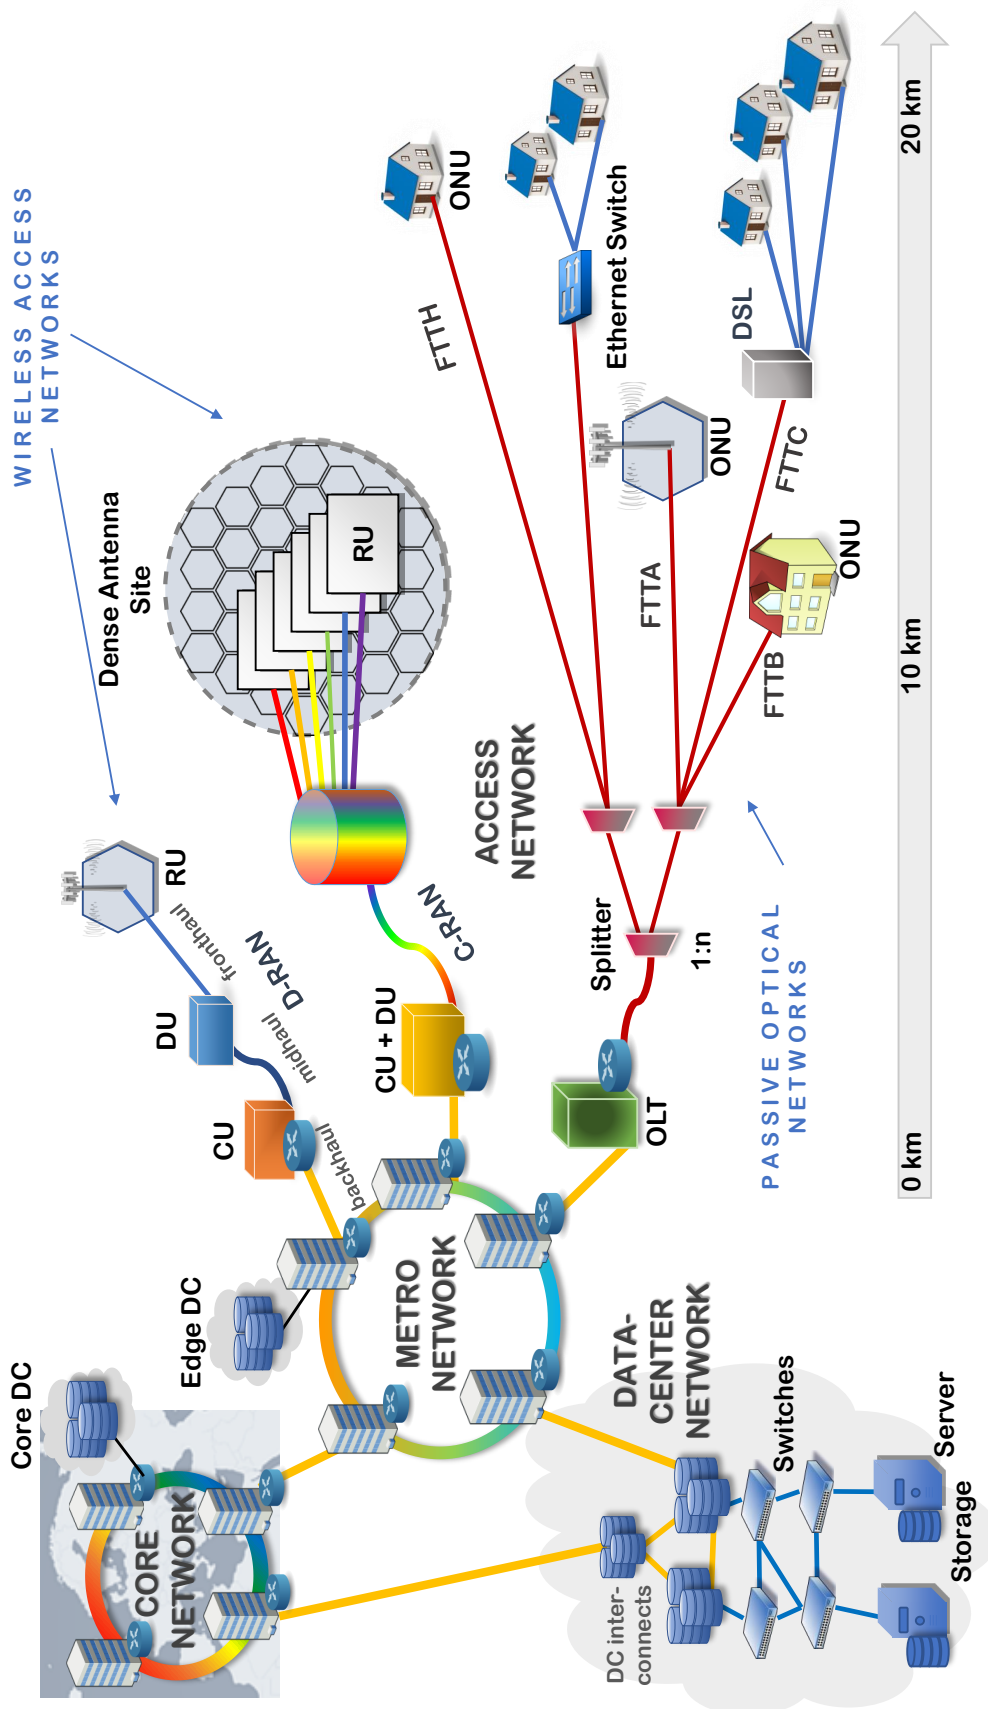 WIRELESS ACCESS
NETWORKS
Core DC
Edge DC
CORE
NETWORK
METRO
NETWORK
CU
DU
RU
backhaul
midhaul
fronthaul
D-RAN
Dense Antenna
Site
RU
CU + DU
C-RAN
ACCESS
NETWORK
FTTH
ONU
OLT
Splitter
1:n
Ethernet Switch
FTTA
ONU
FTTB
ONU
FTTC
DSL
DATA-
CENTER
NETWORK
DC inter-
connects
Switches
Server
Storage
PASSIVE OPTICAL
NETWORKS
0 km
10 km
20 km